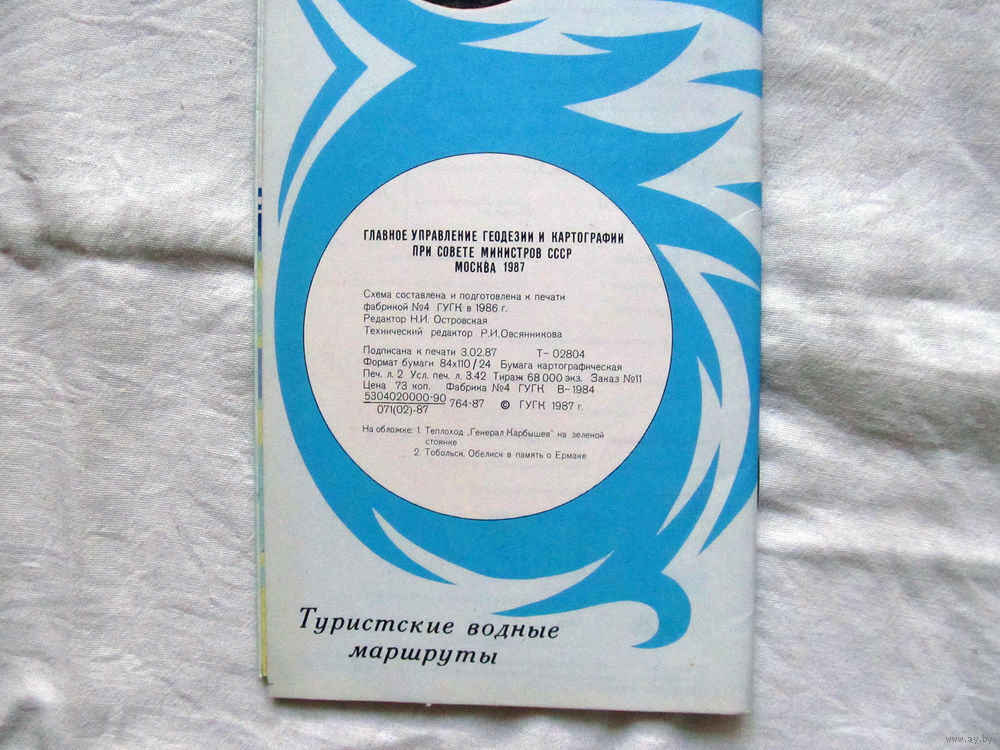 ГЛАВНОЕ УПРАВЛЕНИЕ ГЕОДЕЗИИ И КАРТОГРАФИИ
ПРИ СОВЕТЕ МИНИСТРОВ СССР
МОСКВА 1987
Схема составлена и подготовлена к печати
фабрикой №4 ГУГК в 1986 г.
Редактор Н.И. Островская
Технический редактор Р.И.Овсянникова
Подписана к печати 3.02.87 Т-02804
Формат бумаги 84х110/24 Бумага картографическая
Печ. л. 2 Усл. печ. л. 3.42 Тираж 68 000 экз. Заказ №11
Цена 73 коп. Фабрика №4 ГУГК В-1984
5304020000-90
071(02)-87 764-87 © ГУГК 1987 г.
На обложке: 1. Теплоход „Генерал Карбышев" на зеленой
стоянке
2. Тобольск. Обелиск в память о Ермаке
Туристские водные
маршруты
www.ay.by